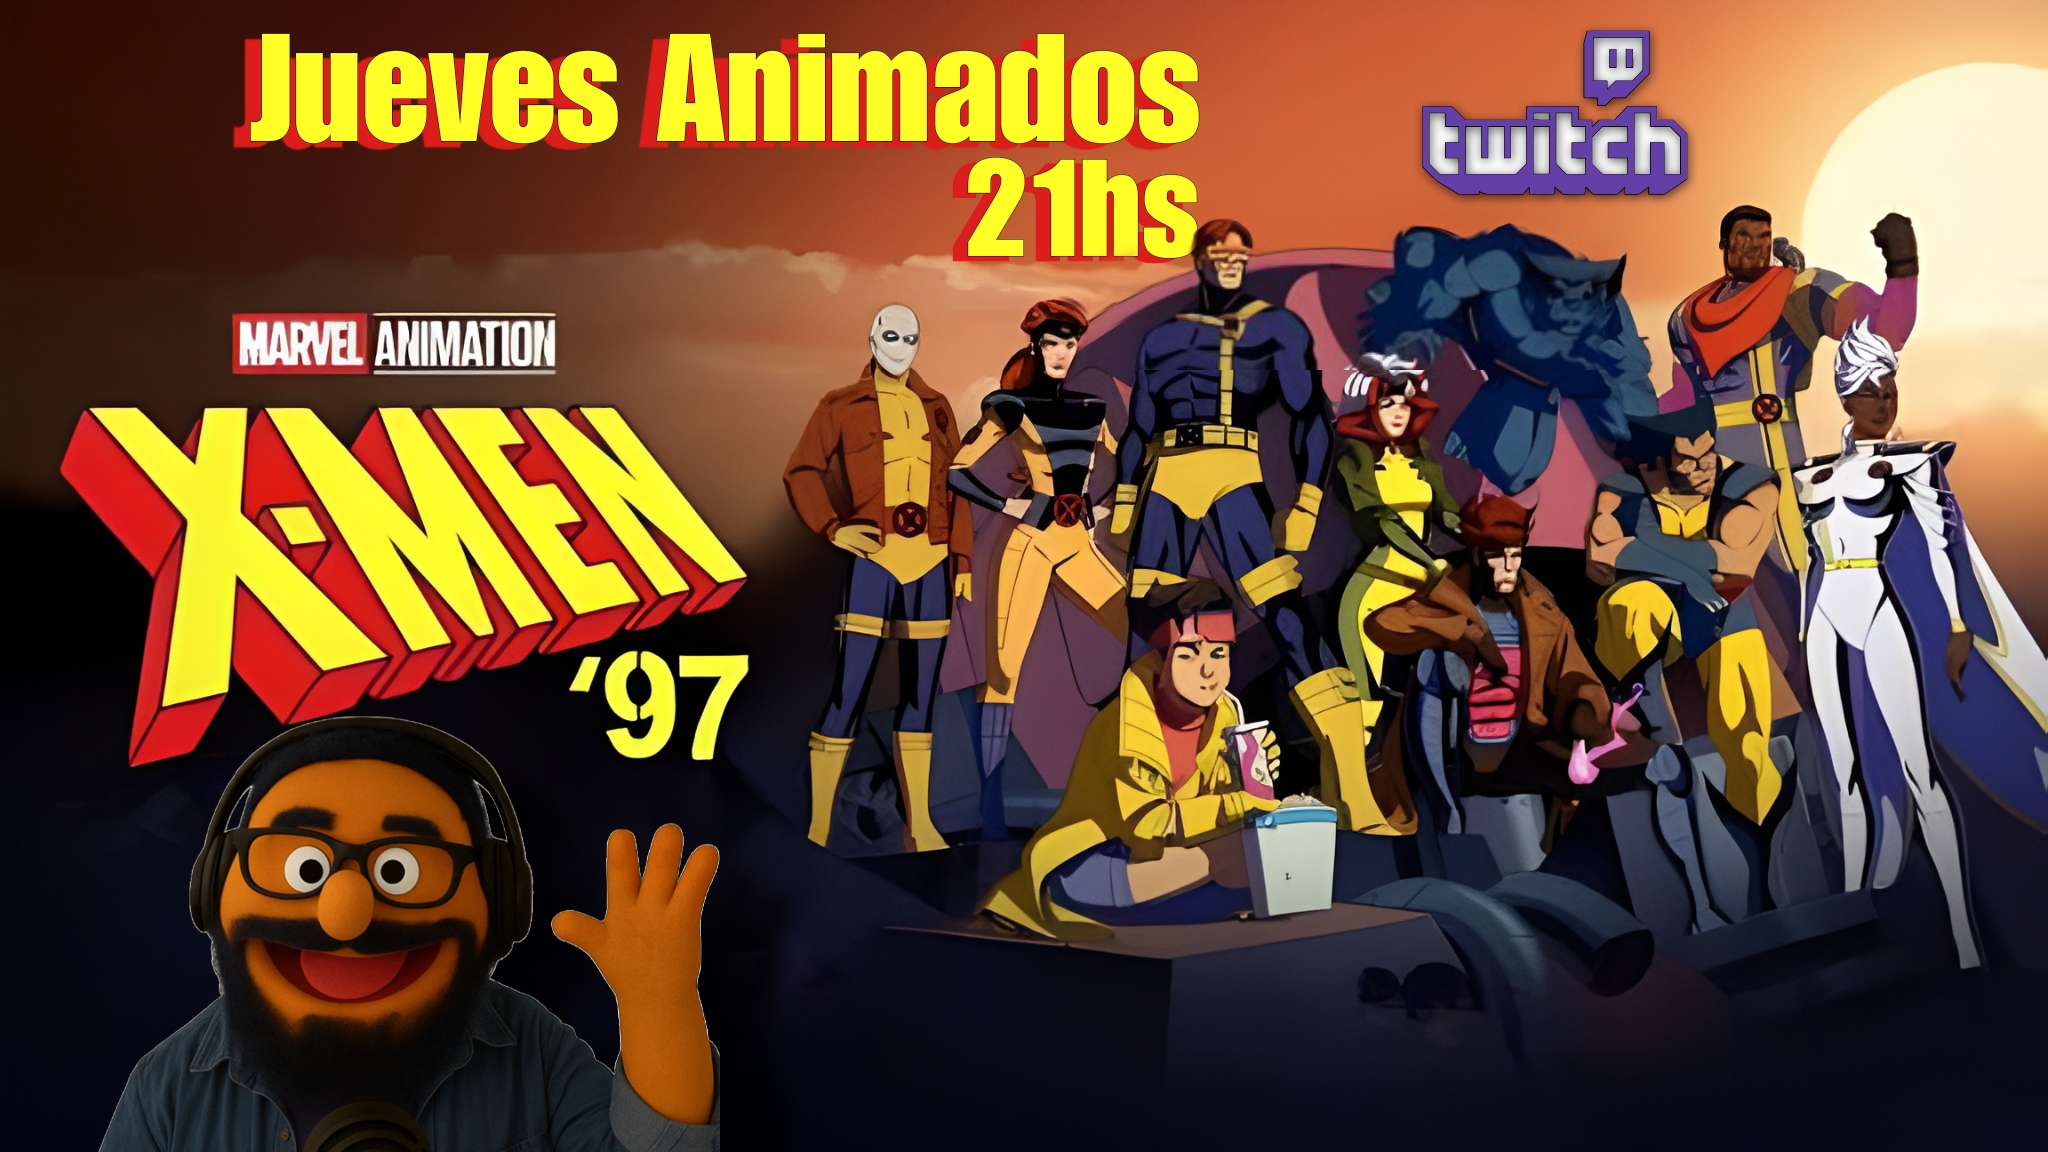 Jueves Animados
21hs
twitch
MARVEL ANIMATION
X-MEN
'97